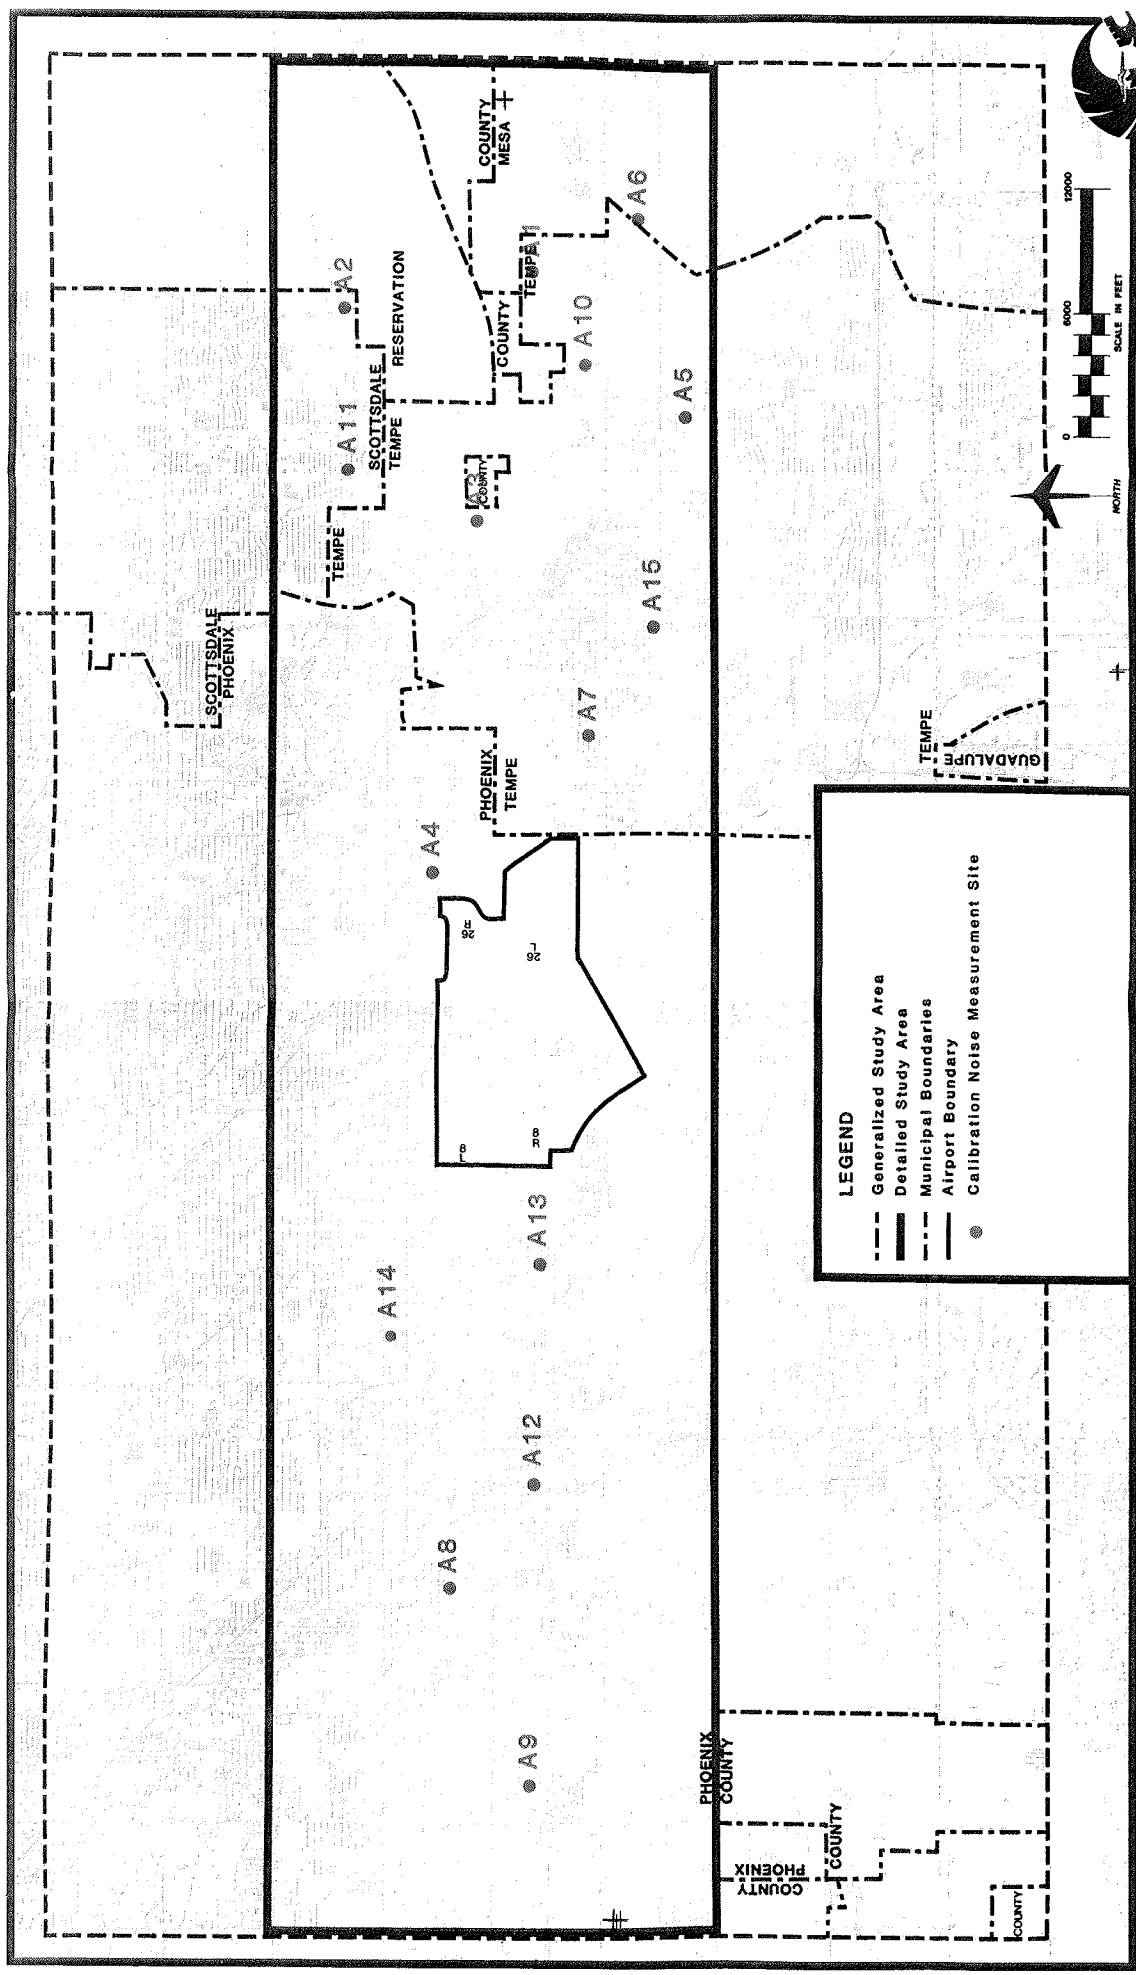 SCOTTSDALE
PHOENIX
TEMPE
SCOTTSDALE
TEMPE
RESERVATION
COUNTY
MESA
COUNTY
TEMPE
COUNTY
PHOENIX
TEMPE
A2
A11
A6
A1
A10
A5
A3
A15
A7
A4
A14
A13
A12
A8
A9
26
R
26
L
8
L
8
R
TEMPE
GUADALUPE
PHOENIX
COUNTY
PHOENIX
COUNTY
COUNTY
COUNTY
LEGEND
Generalized Study Area
Detailed Study Area
Municipal Boundaries
Airport Boundary
Calibration Noise Measurement Site
NORTH
0 6000 12000
SCALE IN FEET